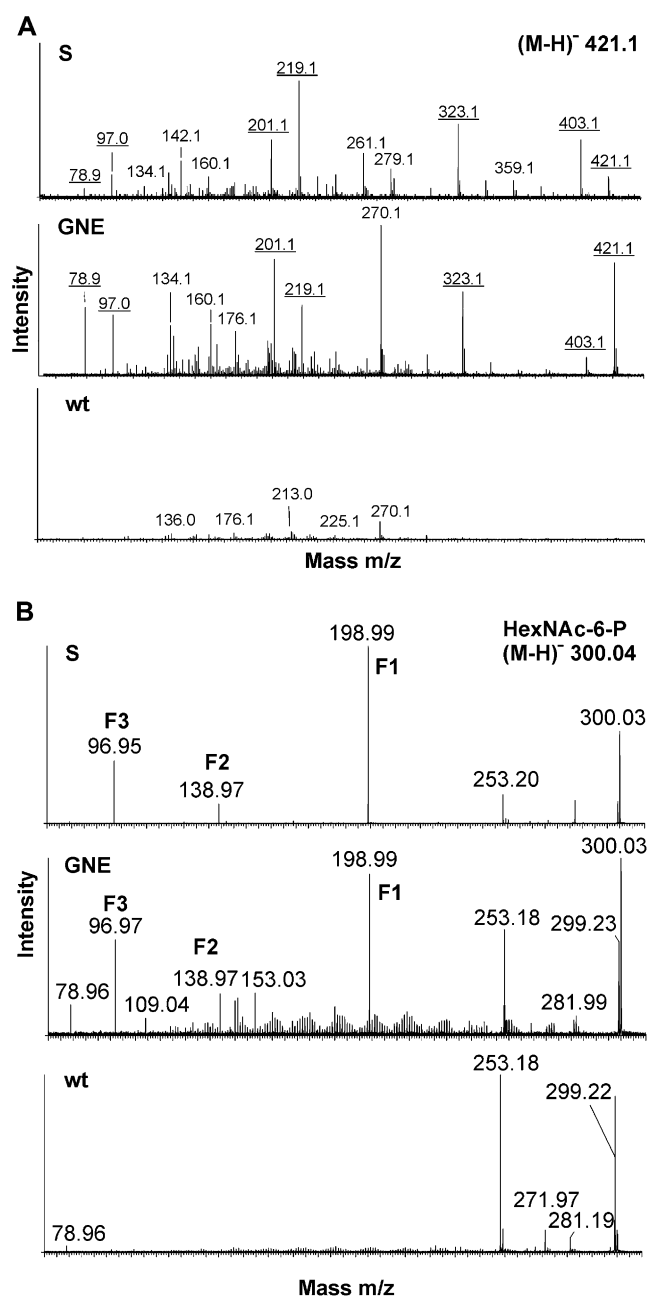 A
S
(M-H)⁻ 421.1
219.1
323.1
403.1
142.1
201.1
97.0
261.1
160.1
279.1
359.1
421.1
134.1
78.9
GNE
270.1
201.1
421.1
78.9
134.1
323.1
97.0
160.1
219.1
176.1
403.1
Intensity
wt
213.0
136.0
176.1
225.1
270.1
Mass m/z
B
S
198.99
HexNAc-6-P
(M-H)⁻ 300.04
F1
F3
96.95
300.03
F2
138.97
253.20
GNE
198.99
300.03
F1
F3
96.97
253.18
299.23
F2
138.97
153.03
78.96
109.04
281.99
Intensity
wt
253.18
299.22
271.97
281.19
78.96
Mass m/z